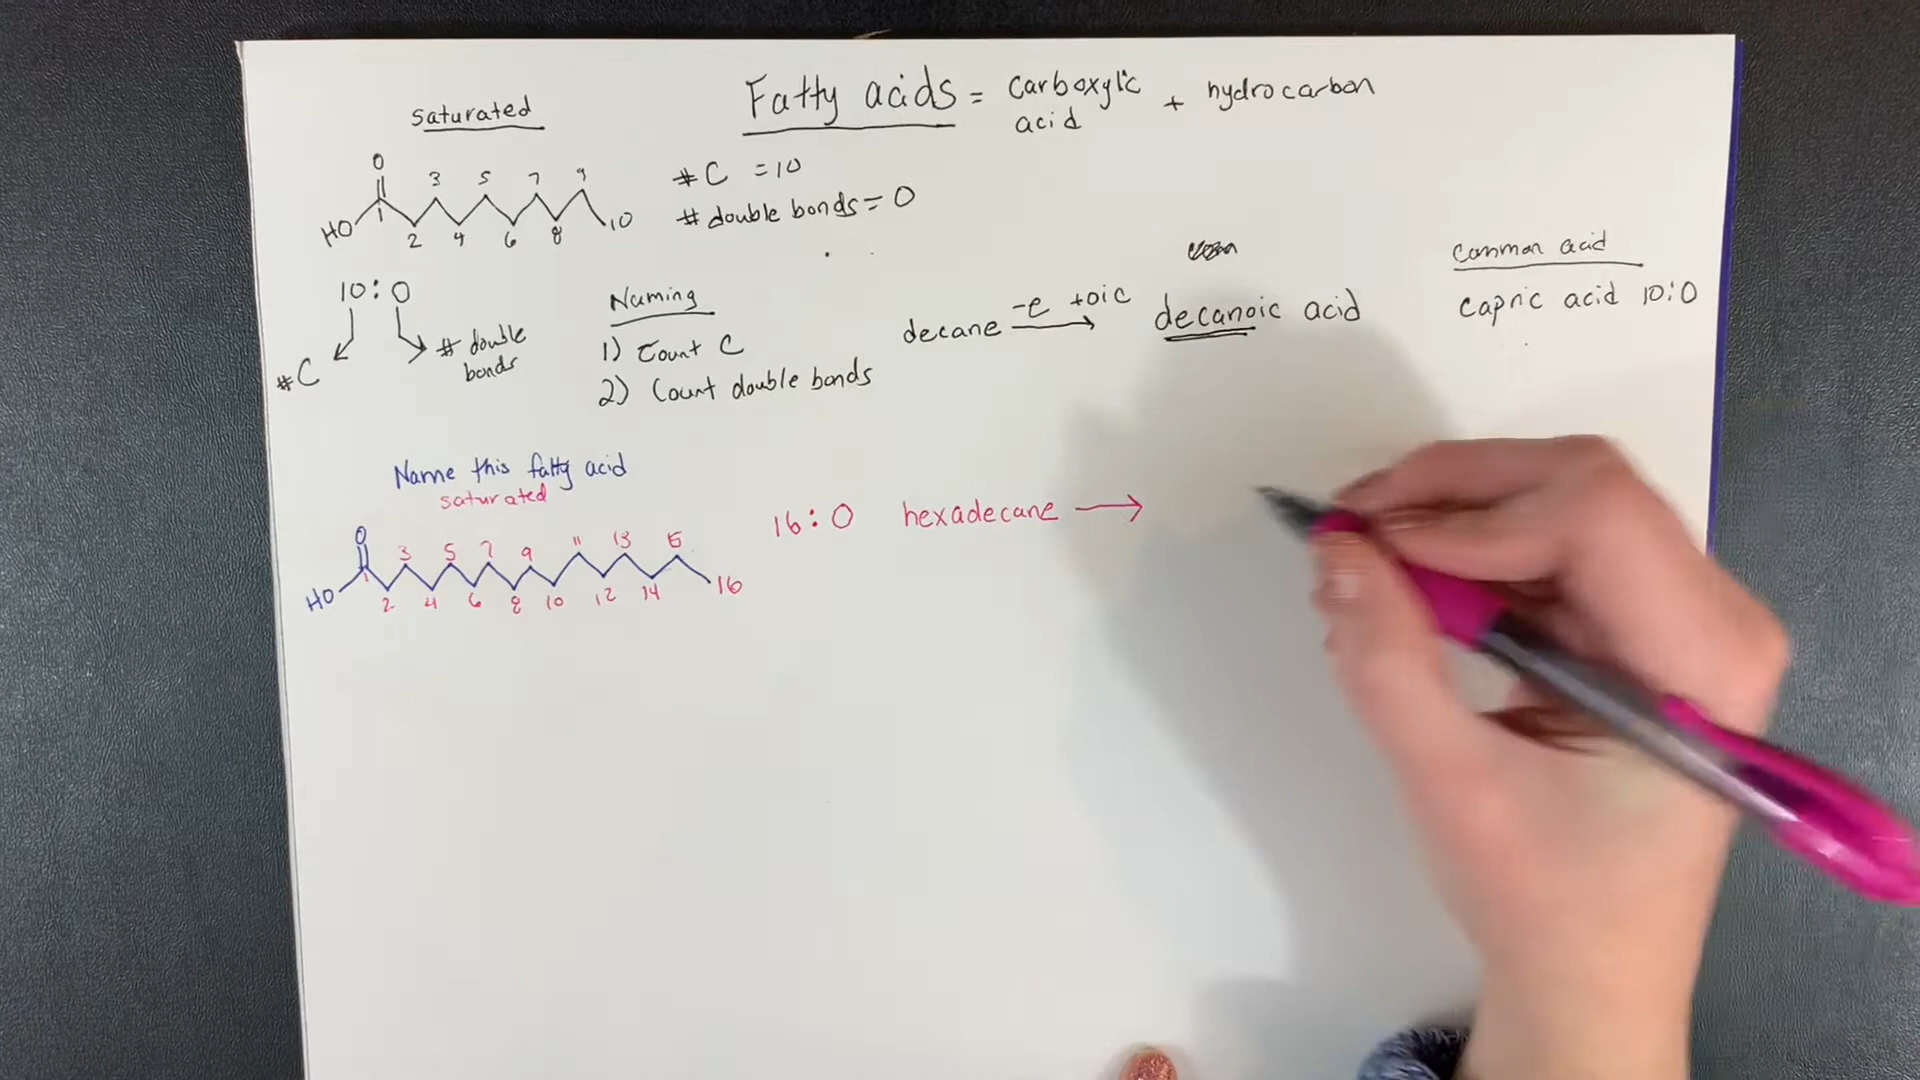 Fatty acids = carboxylic acid + hydrocarbon
saturated
O
HO
1 2 3 4 5 6 7 8 9 10
#C = 10
# double bonds = 0
10:0
#C
# double bonds
Naming
1) Count C
2) Count double bonds
decane -e +oic decanoic acid
common acid
capric acid 10:0
Name this fatty acid
saturated
O
HO
1 2 3 4 5 6 7 8 9 10 11 12 13 14 15 16
16:0 hexadecane